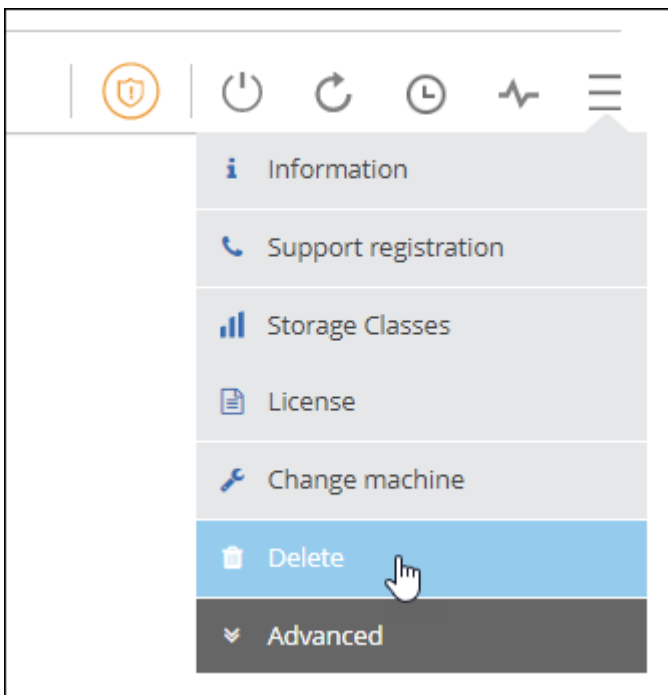 Information
Support registration
Storage Classes
License
Change machine
Delete
Advanced